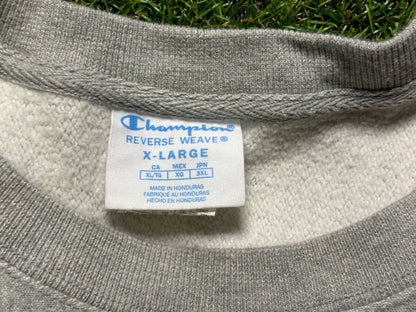 Champion®
REVERSE WEAVE®
X-LARGE
CA MEX JPN
XL/TG XG 3XL
MADE IN HONDURAS
FABRIQUÉ AU HONDURAS
HECHO EN HONDURAS